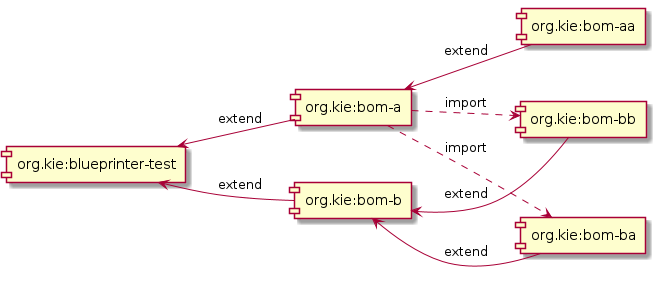 org.kie:bom-aa
extend
org.kie:bom-a
import
org.kie:bom-bb
extend
import
org.kie:blueprinter-test
extend
extend
org.kie:bom-b
org.kie:bom-ba
extend